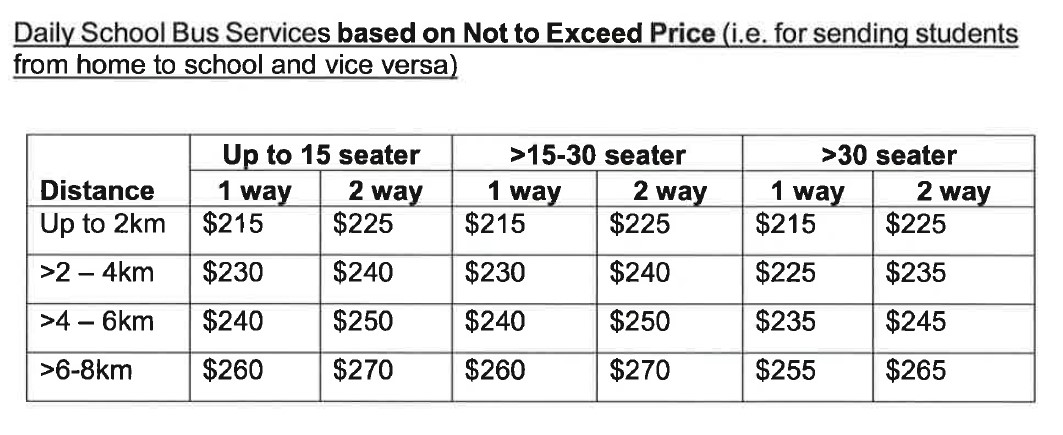 Daily School Bus Services based on Not to Exceed Price (i.e. for sending students
from home to school and vice versa)
Up to 15 seater >15-30 seater >30 seater
Distance 1 way 2 way 1 way 2 way 1 way 2 way
Up to 2km $215 $225 $215 $225 $215 $225
>2 – 4km $230 $240 $230 $240 $225 $235
>4 – 6km $240 $250 $240 $250 $235 $245
>6-8km $260 $270 $260 $270 $255 $265